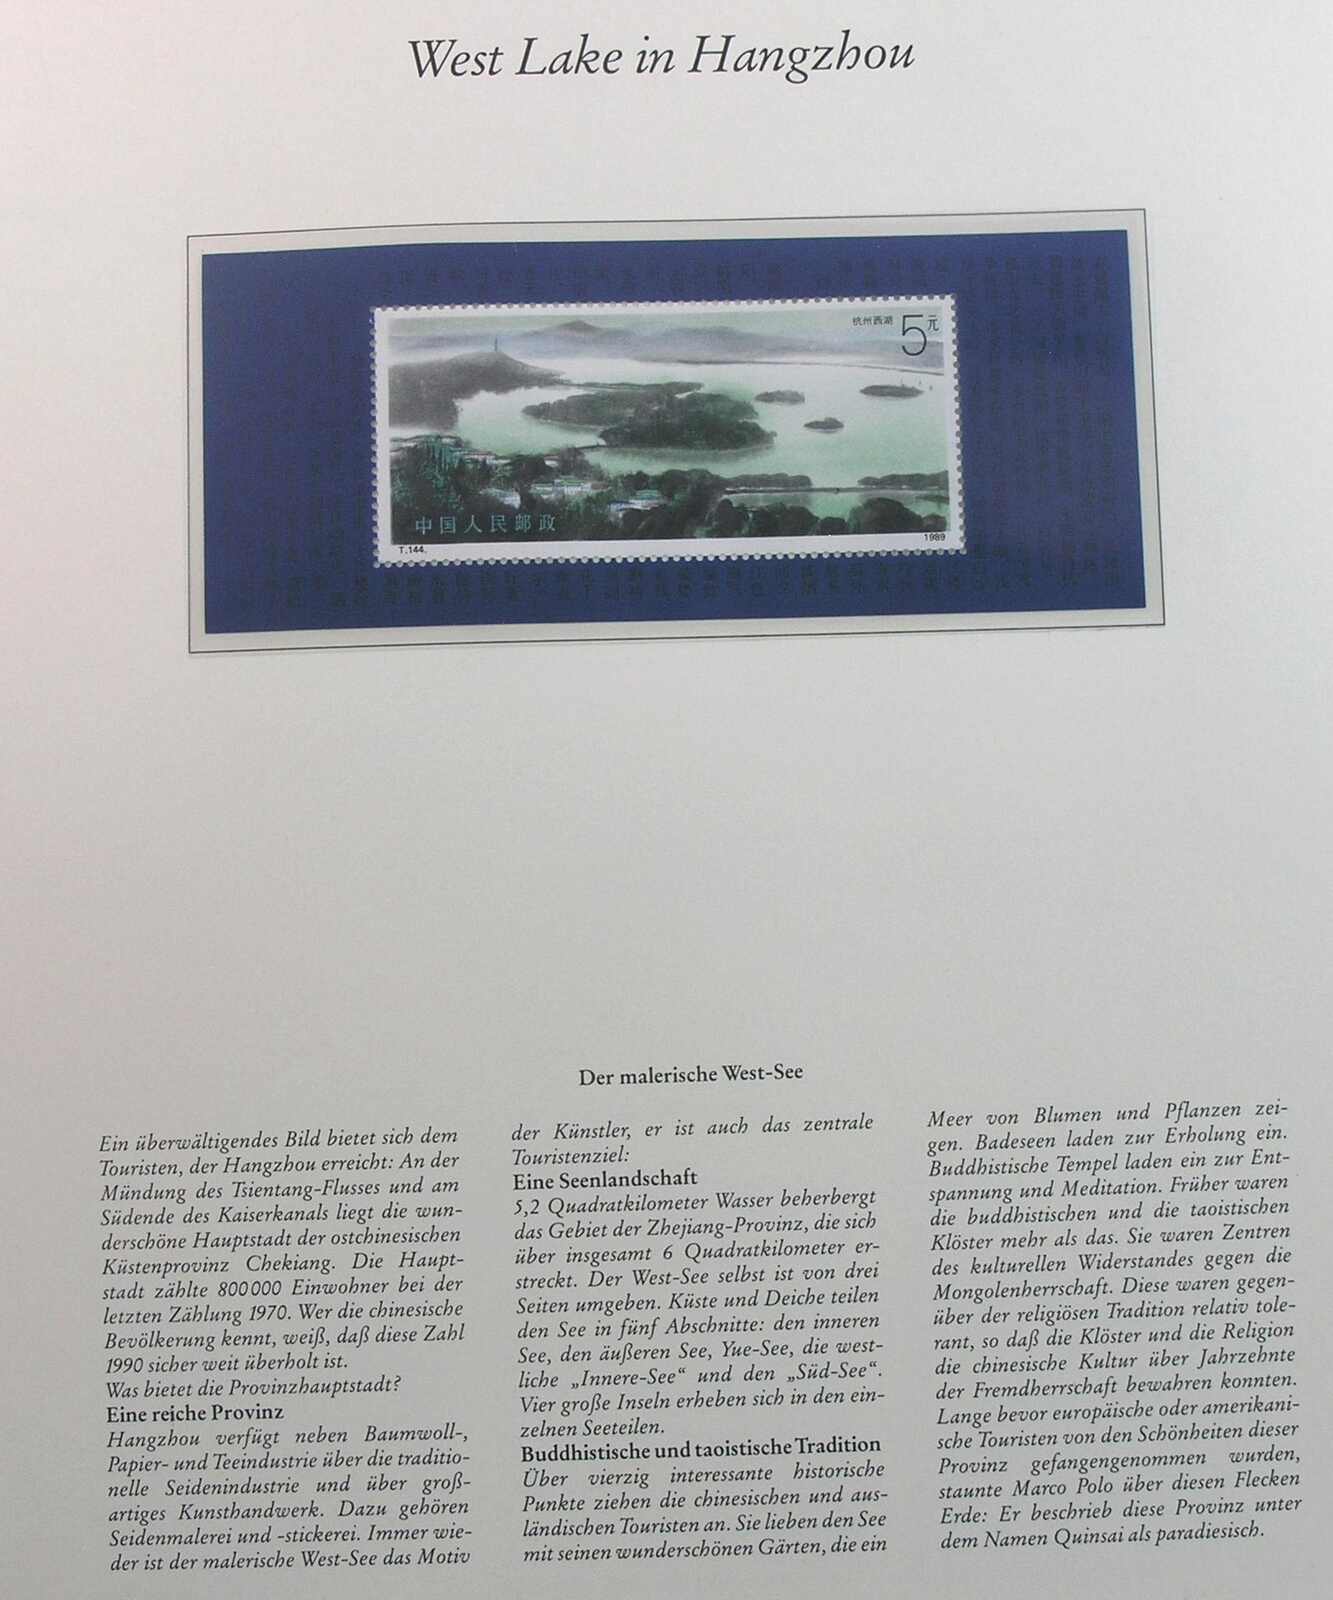 West Lake in Hangzhou
杭州西湖
5元
中国人民邮政
T.144.
1989
Der malerische West-See
Ein überwältigendes Bild bietet sich dem
Touristen, der Hangzhou erreicht: An der
Mündung des Tsientang-Flusses und am
Südende des Kaiserkanals liegt die wun-
derschöne Hauptstadt der ostchinesischen
Küstenprovinz Chekiang. Die Haupt-
stadt zählte 800 000 Einwohner bei der
letzten Zählung 1970. Wer die chinesische
Bevölkerung kennt, weiß, daß diese Zahl
1990 sicher weit überholt ist.
Was bietet die Provinzhauptstadt?
Eine reiche Provinz
Hangzhou verfügt neben Baumwoll-,
Papier- und Teeindustrie über die traditio-
nelle Seidenindustrie und über groß-
artiges Kunsthandwerk. Dazu gehören
Seidenmalerei und -stickerei. Immer wie-
der ist der malerische West-See das Motiv
der Künstler, er ist auch das zentrale
Touristenziel:
Eine Seenlandschaft
5,2 Quadratkilometer Wasser beherbergt
das Gebiet der Zhejiang-Provinz, die sich
über insgesamt 6 Quadratkilometer er-
streckt. Der West-See selbst ist von drei
Seiten umgeben. Küste und Deiche teilen
den See in fünf Abschnitte: den inneren
See, den äußeren See, Yue-See, die west-
liche „Innere-See“ und den „Süd-See“.
Vier große Inseln erheben sich in den ein-
zelnen Seeteilen.
Buddhistische und taoistische Tradition
Über vierzig interessante historische
Punkte ziehen die chinesischen und aus-
ländischen Touristen an. Sie lieben den See
mit seinen wunderschönen Gärten, die ein
Meer von Blumen und Pflanzen zei-
gen. Badeseen laden zur Erholung ein.
Buddhistische Tempel laden ein zur Ent-
spannung und Meditation. Früher waren
die buddhistischen und die taoistischen
Klöster mehr als das. Sie waren Zentren
des kulturellen Widerstandes gegen die
Mongolenherrschaft. Diese waren gegen-
über der religiösen Tradition relativ tole-
rant, so daß die Klöster und die Religion
die chinesische Kultur über Jahrzehnte
der Fremdherrschaft bewahren konnten.
Lange bevor europäische oder amerikani-
sche Touristen von den Schönheiten dieser
Provinz gefangengenommen wurden,
staunte Marco Polo über diesen Flecken
Erde: Er beschrieb diese Provinz unter
dem Namen Quinsai als paradiesisch.